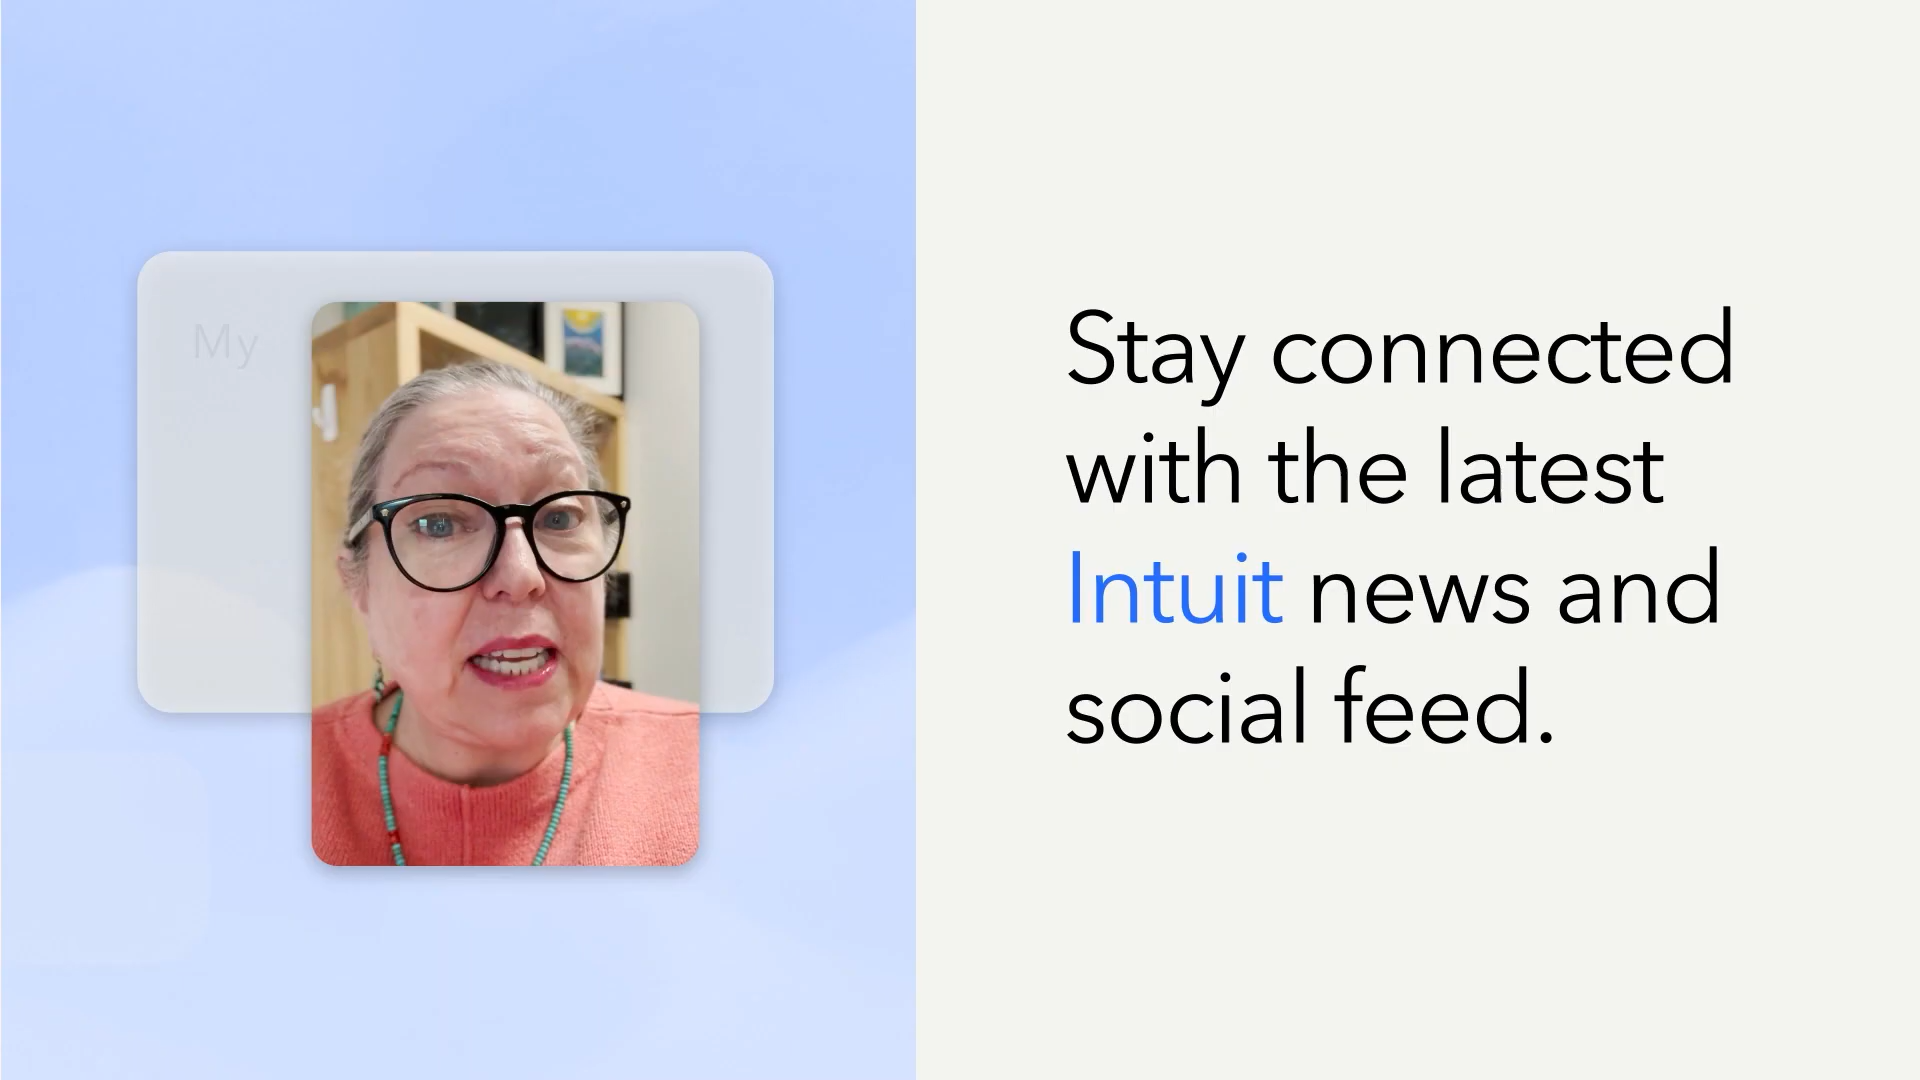 My
Stay connected
with the latest
Intuit news and
social feed.